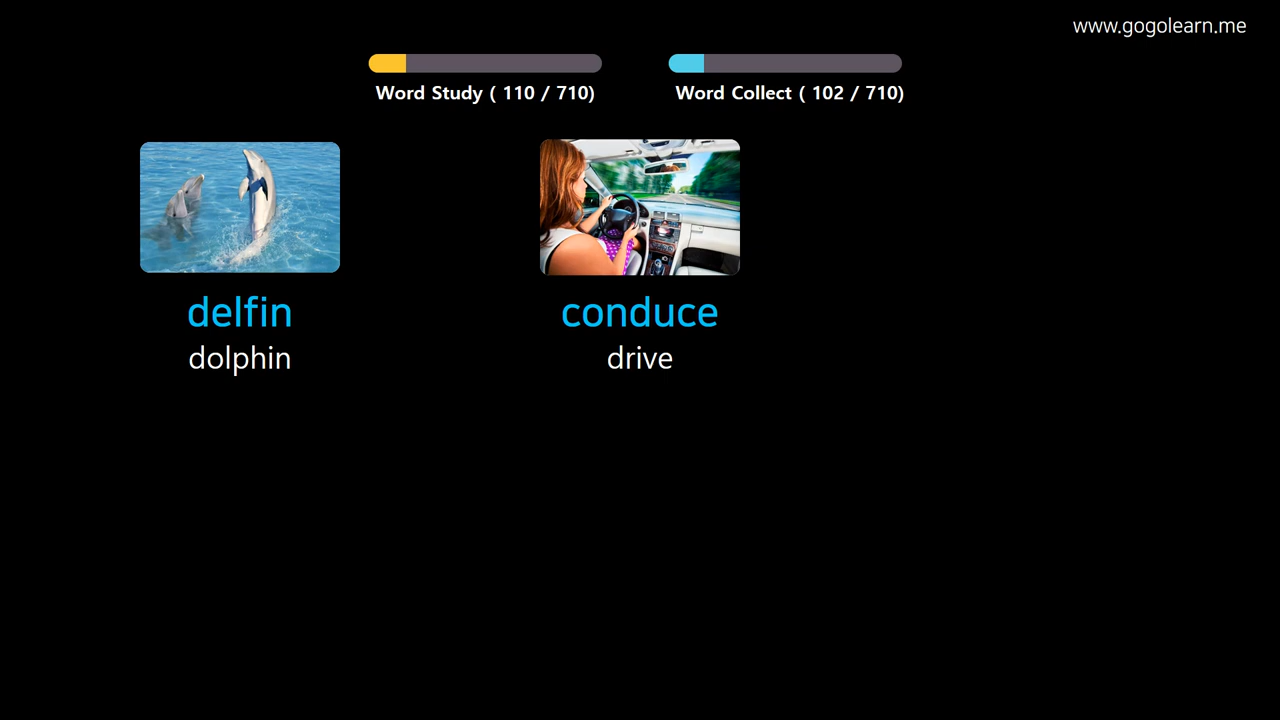 www.gogolearn.me
Word Study ( 110 / 710)
Word Collect ( 102 / 710)
delfin
conduce
dolphin
drive